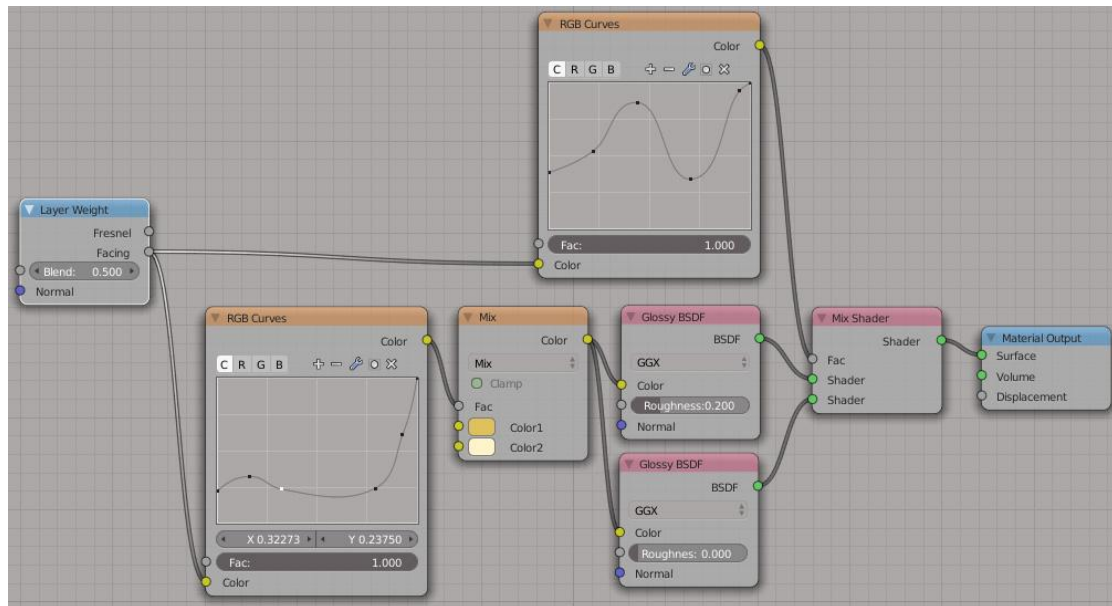 RGB Curves
Color
C R G B
Fac: 1.000
Color
Layer Weight
Fresnel
Facing
Blend: 0.500
Normal
RGB Curves
Color
C R G B
X 0.32273 Y 0.23750
Fac: 1.000
Color
Mix
Color
Mix
Clamp
Fac
Color1
Color2
Glossy BSDF
BSDF
GGX
Color
Roughness:0.200
Normal
Glossy BSDF
BSDF
GGX
Color
Roughnes: 0.000
Normal
Mix Shader
Shader
Fac
Shader
Shader
Material Output
Surface
Volume
Displacement